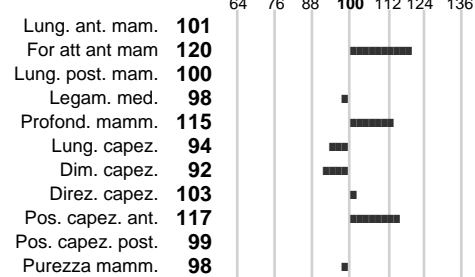 64 76 88 100 112 124 136
Lung. ant. mam. 101
For att ant mam 120
Lung. post. mam 100
Legam. med. 98
Profond. mamm. 115
Lung. capez. 94
Dim. capez. 92
Direz. capez. 103
Pos. capez. ant. 117
Pos. capez. post. 99
Purezza mamm. 98